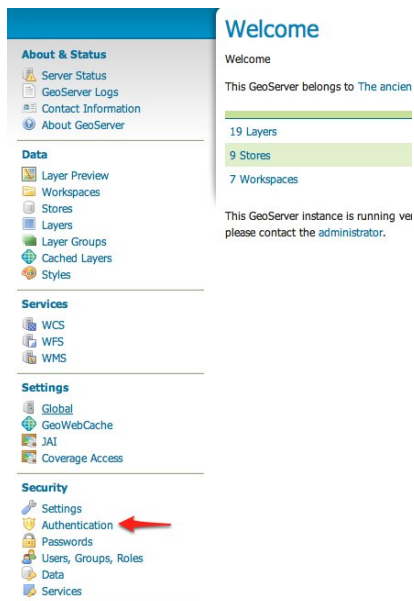 About & Status
Server Status
GeoServer Logs
Contact Information
About GeoServer
Data
Layer Preview
Workspaces
Stores
Layers
Layer Groups
Cached Layers
Styles
Services
WCS
WFS
WMS
Settings
Global
GeoWebCache
JAI
Coverage Access
Security
Settings
Authentication
Passwords
Users, Groups, Roles
Data
Services
Welcome
Welcome
This GeoServer belongs to The ancien
19 Layers
9 Stores
7 Workspaces
This GeoServer instance is running ver
please contact the administrator.